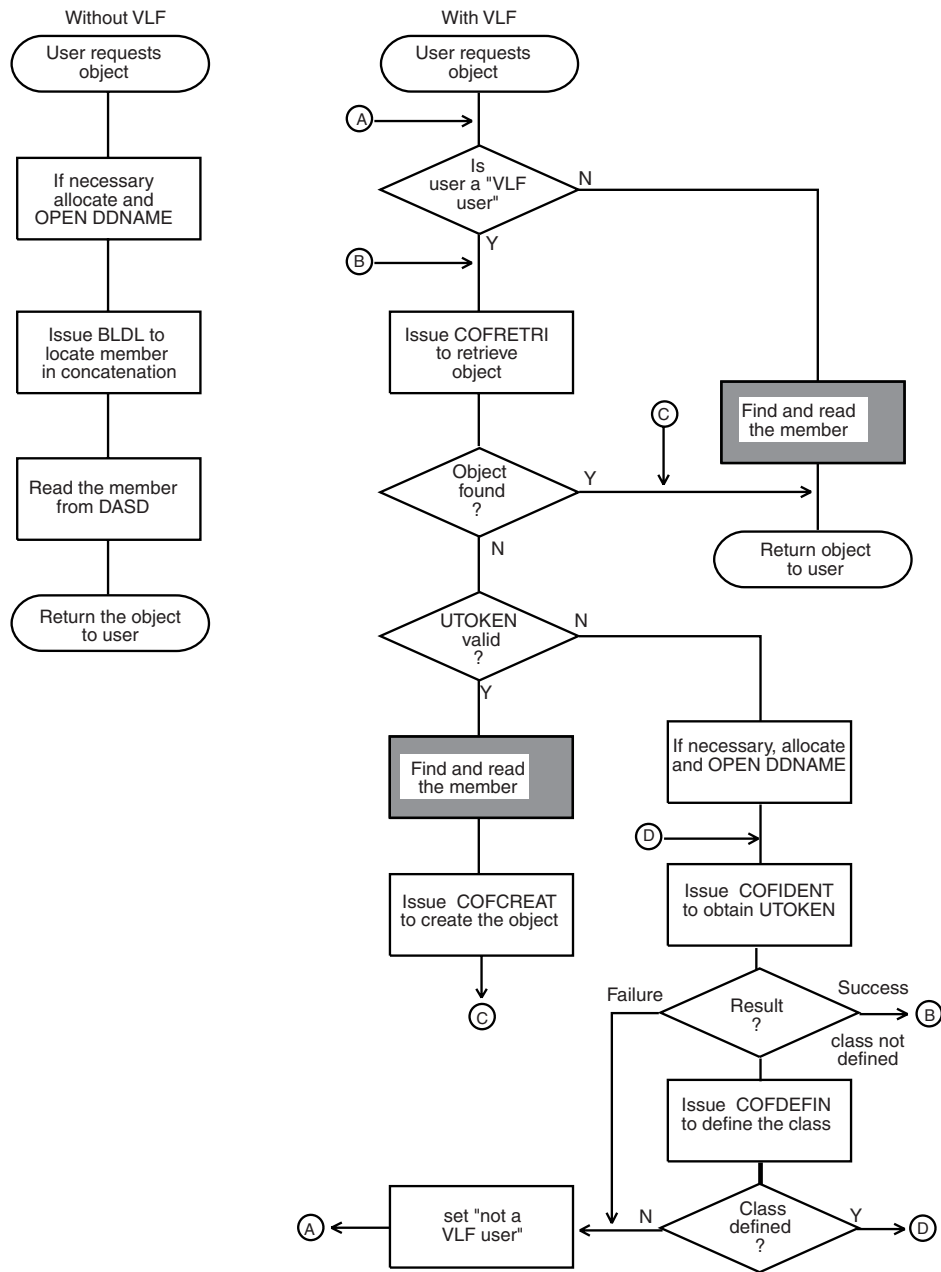 Without VLF
User requests
object
If necessary
allocate and
OPEN DDNAME
Issue BLDL to
locate member
in concatenation
Read the member
from DASD
Return the object
to user
With VLF
User requests
object
A
Is
user a "VLF
user"
N
Y
B
Issue COFRETRI
to retrieve
object
C
Find and read
the member
Object
found
?
Y
N
Return object
to user
UTOKEN
valid
?
N
Y
Find and read
the member
If necessary, allocate
and OPEN DDNAME
D
Issue COFCREAT
to create the object
Issue COFIDENT
to obtain UTOKEN
C
Failure
Result
?
Success
B
class not
defined
Issue COFDEFIN
to define the class
A
set "not a
VLF user"
N
Class
defined
?
Y
D